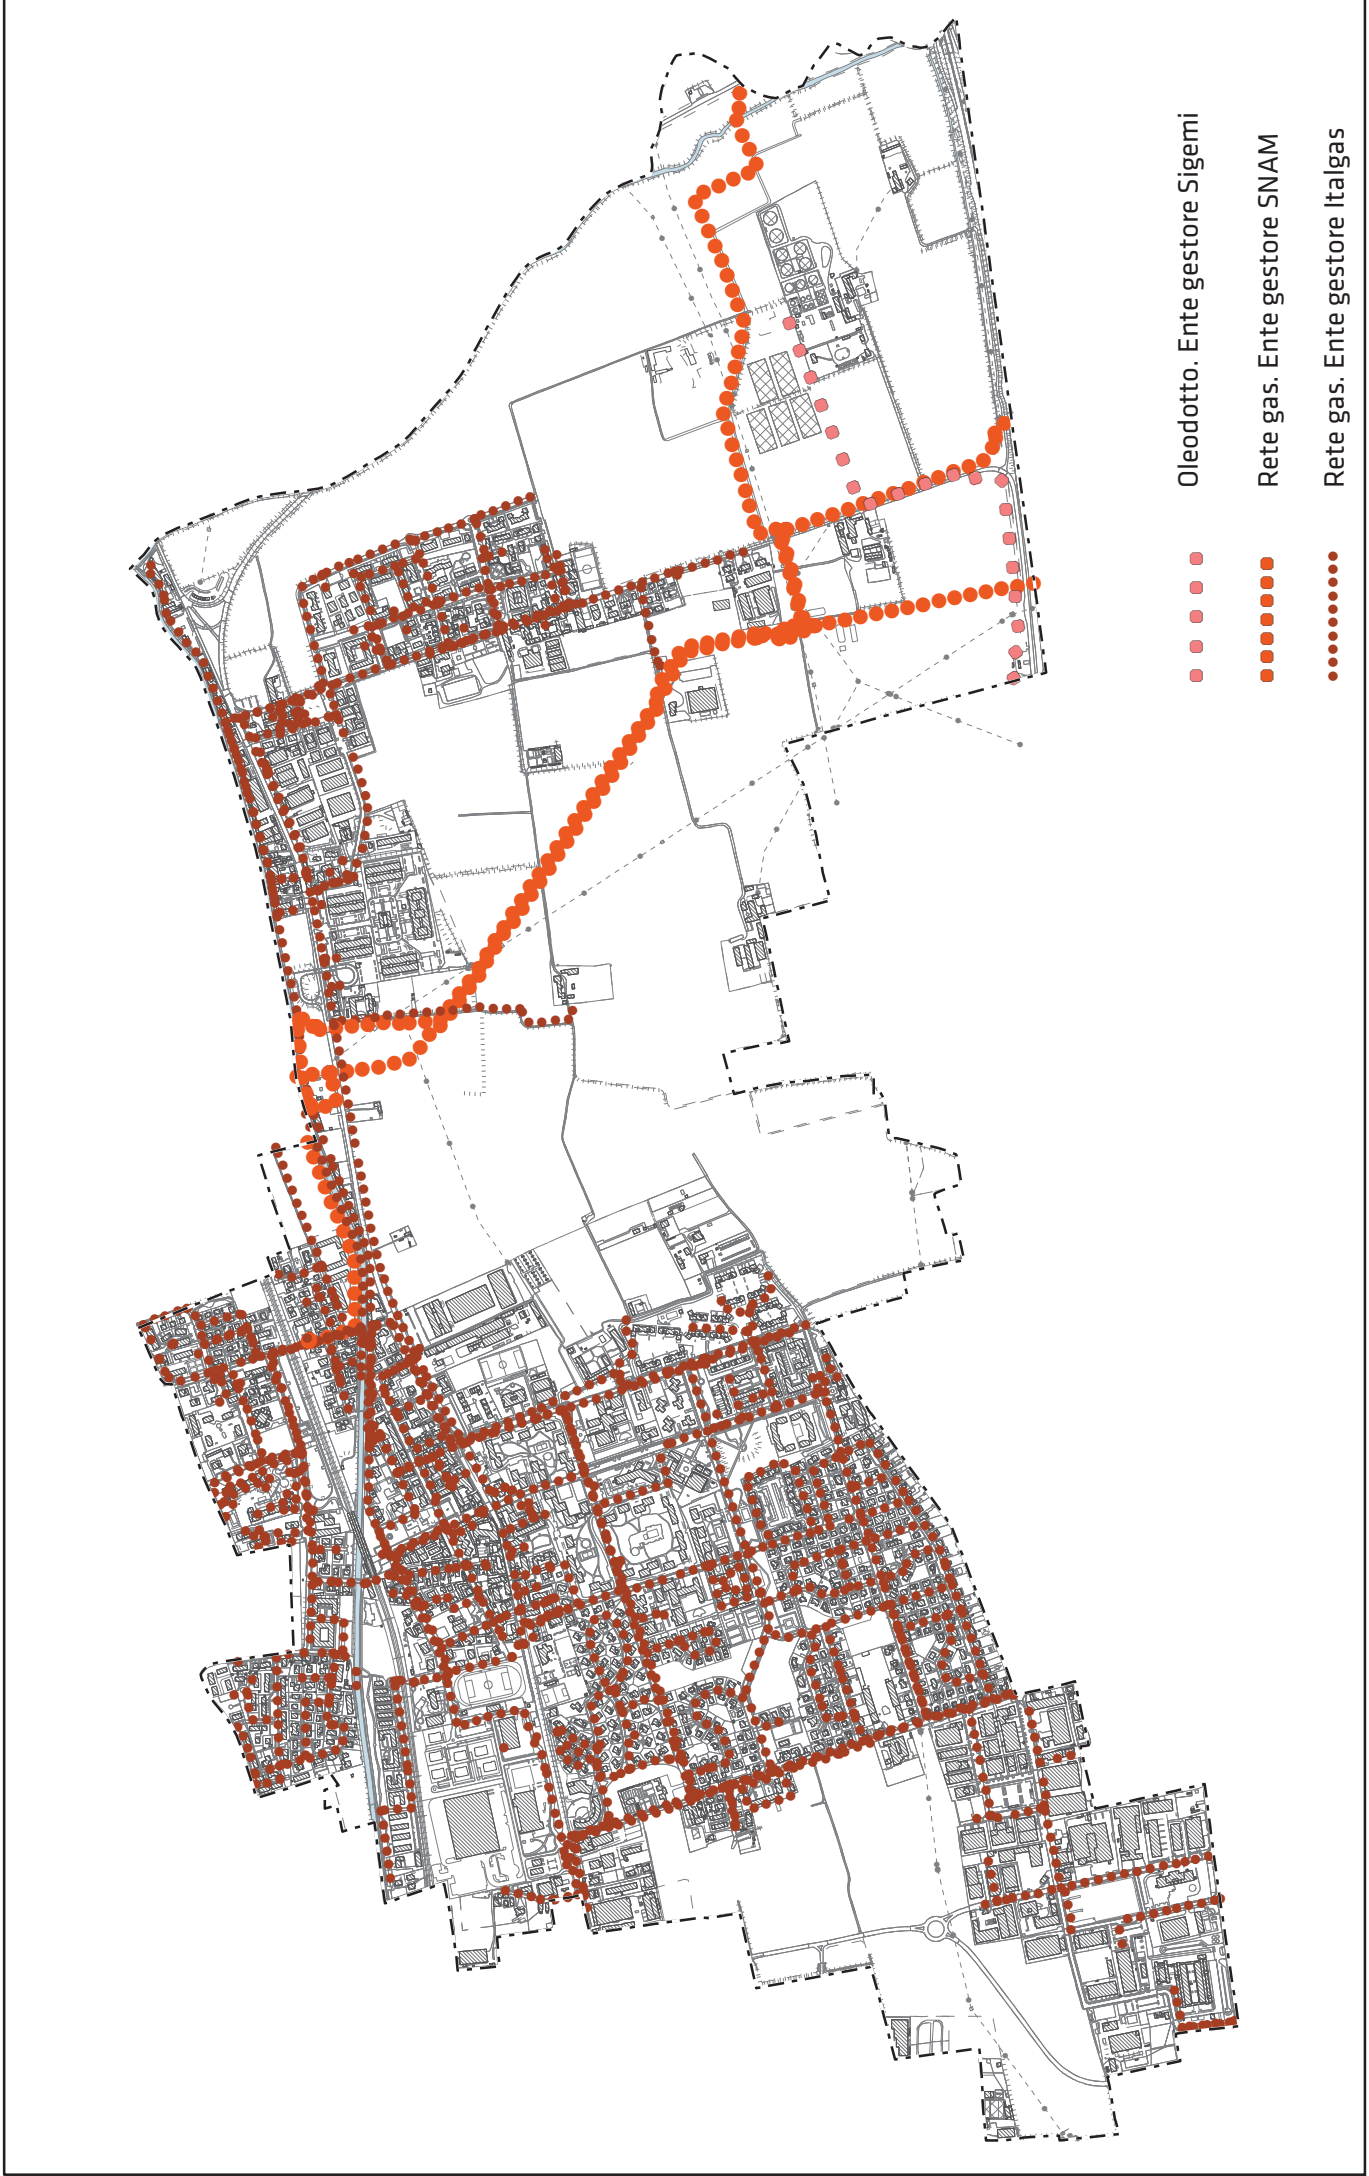 Oleodotto. Ente gestore Sigemi
Rete gas. Ente gestore SNAM
Rete gas. Ente gestore Italgas